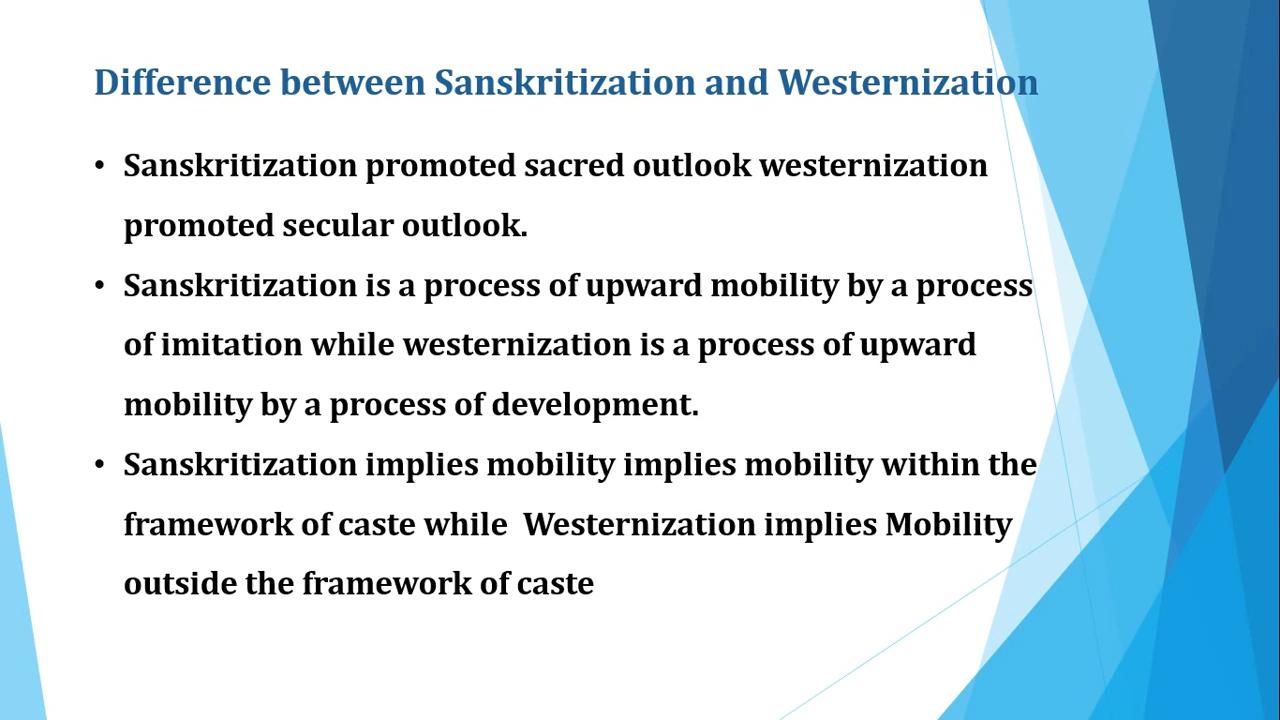 Difference between Sanskritization and Westernization
• Sanskritization promoted sacred outlook westernization
promoted secular outlook.
• Sanskritization is a process of upward mobility by a process
of imitation while westernization is a process of upward
mobility by a process of development.
• Sanskritization implies mobility implies mobility within the
framework of caste while  Westernization implies Mobility
outside the framework of caste